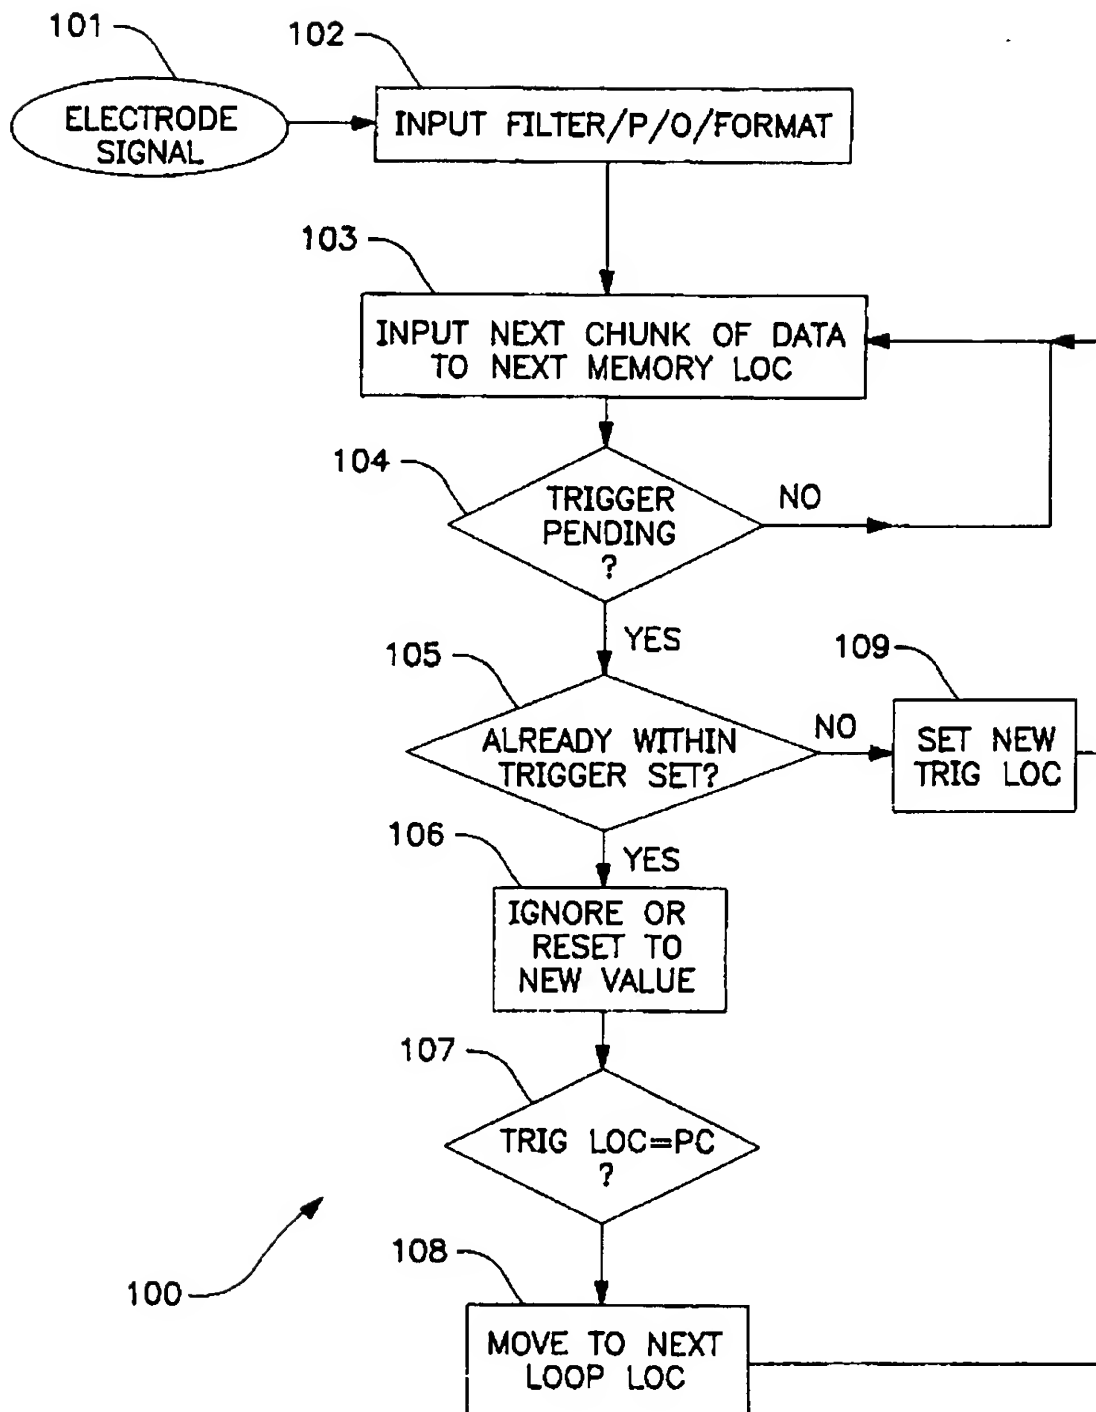 101
102
ELECTRODE
SIGNAL
INPUT FILTER/P/O/FORMAT
103
INPUT NEXT CHUNK OF DATA
TO NEXT MEMORY LOC
104
TRIGGER
PENDING
?
NO
YES
105
109
ALREADY WITHIN
TRIGGER SET?
NO
SET NEW
TRIG LOC
106
YES
IGNORE OR
RESET TO
NEW VALUE
107
TRIG LOC=PC
?
100
108
MOVE TO NEXT
LOOP LOC